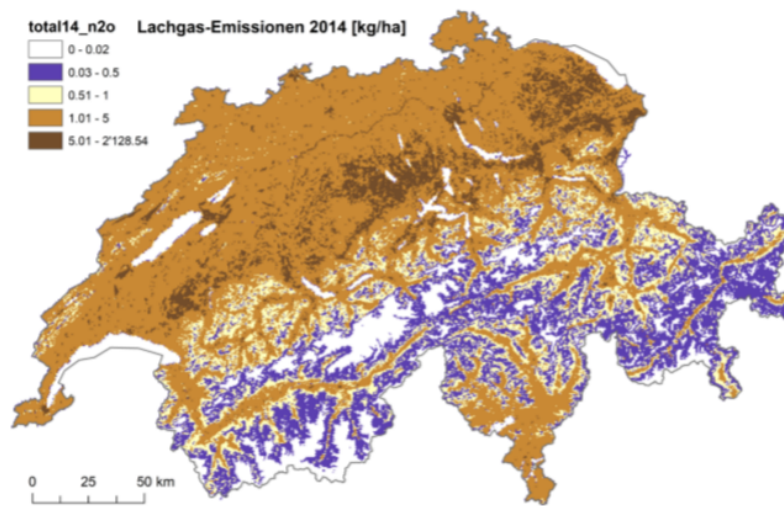 total14_n2o Lachgas-Emissionen 2014 [kg/ha]
0 - 0.02
0.03 - 0.5
0.51 - 1
1.01 - 5
5.01 - 2'128.54
0 25 50 km